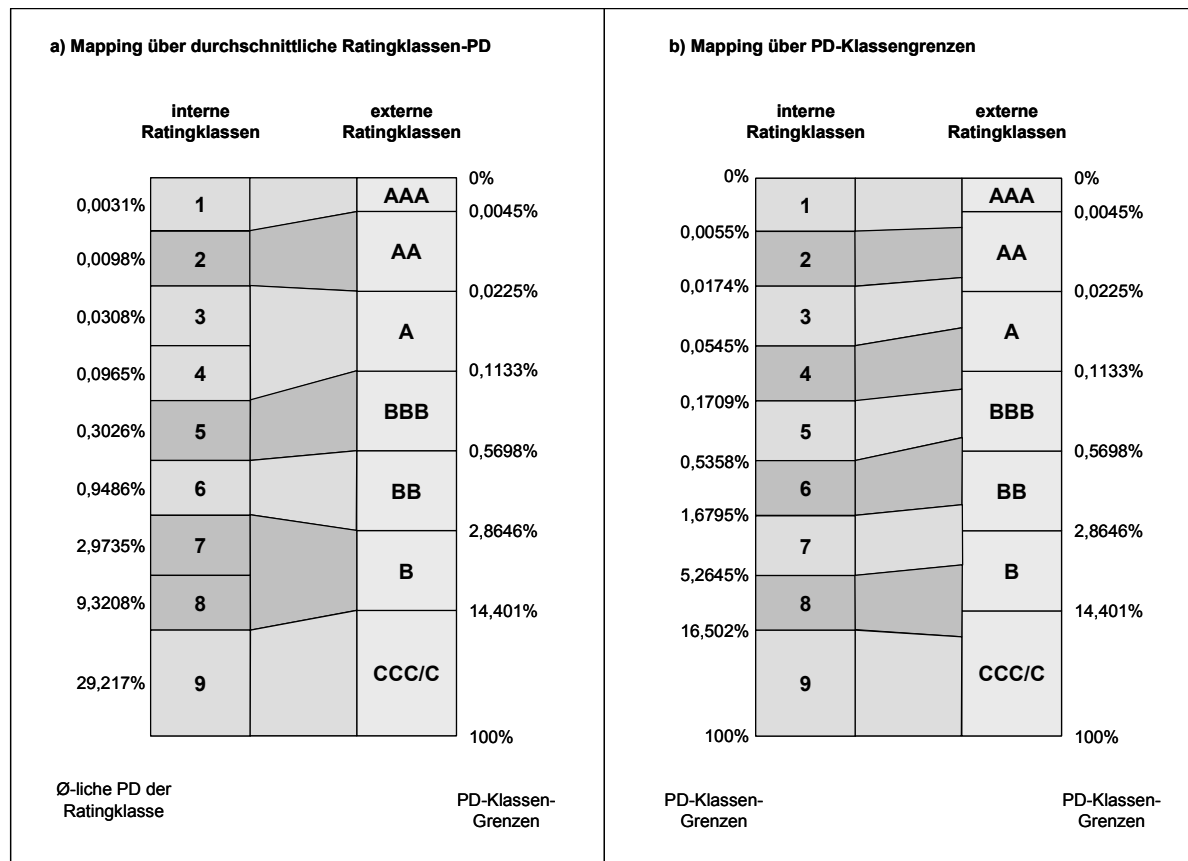 a) Mapping über durchschnittliche Ratingklassen-PD
interne
Ratingklassen
externe
Ratingklassen
0,0031%
0,0098%
0,0308%
0,0965%
0,3026%
0,9486%
2,9735%
9,3208%
29,217%
1
2
3
4
5
6
7
8
9
AAA
AA
A
BBB
BB
B
CCC/C
0%
0,0045%
0,0225%
0,1133%
0,5698%
2,8646%
14,401%
100%
Ø-liche PD der
Ratingklasse
PD-Klassen-
Grenzen
b) Mapping über PD-Klassengrenzen
interne
Ratingklassen
externe
Ratingklassen
0%
0,0055%
0,0174%
0,0545%
0,1709%
0,5358%
1,6795%
5,2645%
16,502%
100%
1
2
3
4
5
6
7
8
9
AAA
AA
A
BBB
BB
B
CCC/C
0%
0,0045%
0,0225%
0,1133%
0,5698%
2,8646%
14,401%
100%
PD-Klassen-
Grenzen
PD-Klassen-
Grenzen